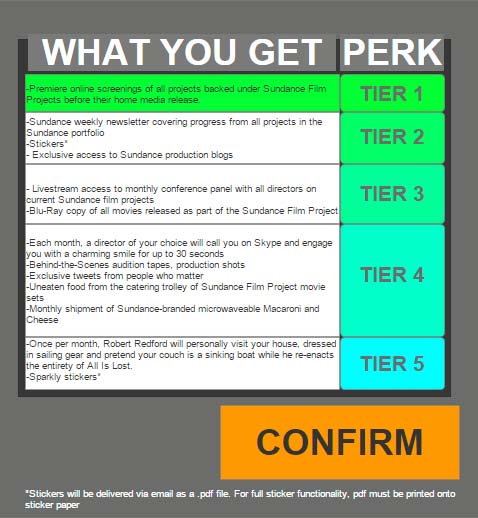 WHAT YOU GET PERK
-Premiere online screenings of all projects backed under Sundance Film
Projects before their home media release.
TIER 1
-Sundance weekly newsletter covering progress from all projects in the
Sundance portfolio
-Stickers*
- Exclusive access to Sundance production blogs
TIER 2
- Livestream access to monthly conference panel with all directors on
current Sundance film projects
-Blu-Ray copy of all movies released as part of the Sundance Film Project
TIER 3
-Each month, a director of your choice will call you on Skype and engage
you with a charming smile for up to 30 seconds
-Behind-the-Scenes audition tapes, production shots
-Exclusive tweets from people who matter
-Uneaten food from the catering trolley of Sundance Film Project movie
sets
-Monthly shipment of Sundance-branded microwaveable Macaroni and
Cheese
TIER 4
-Once per month, Robert Redford will personally visit your house, dressed
in sailing gear and pretend your couch is a sinking boat while he re-enacts
the entirety of All Is Lost.
-Sparkly stickers*
TIER 5
CONFIRM
*Stickers will be delivered via email as a .pdf file. For full sticker functionality, pdf must be printed onto
sticker paper